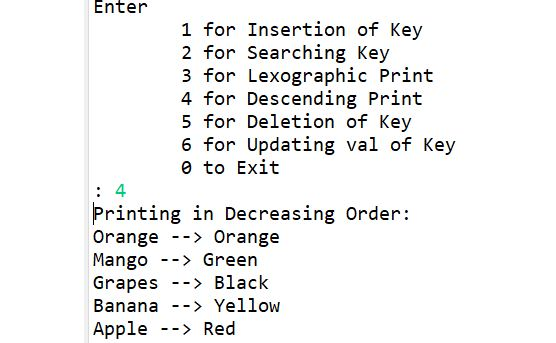 Enter
1 for Insertion of Key
2 for Searching Key
3 for Lexographic Print
4 for Descending Print
5 for Deletion of Key
6 for Updating val of Key
0 to Exit
: 4
Printing in Decreasing Order:
Orange --> Orange
Mango --> Green
Grapes --> Black
Banana --> Yellow
Apple --> Red